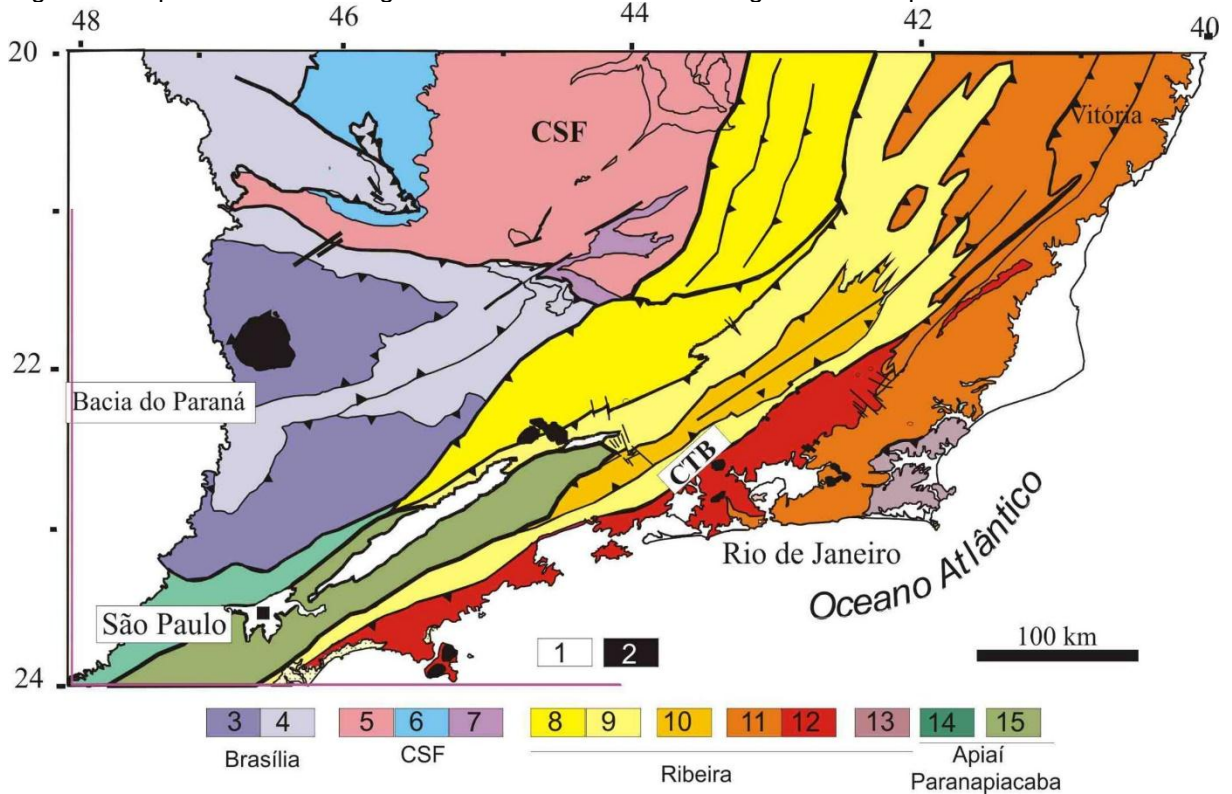 48 46 44 42 40
20
CSF
Vitória
22
Bacia do Paraná
CTB
Rio de Janeiro
Oceano Atlântico
São Paulo
100 km
1 2
24
3 4 5 6 7 8 9 10 11 12 13 14 15
Brasília CSF Ribeira Apiaí
Paranapiacaba